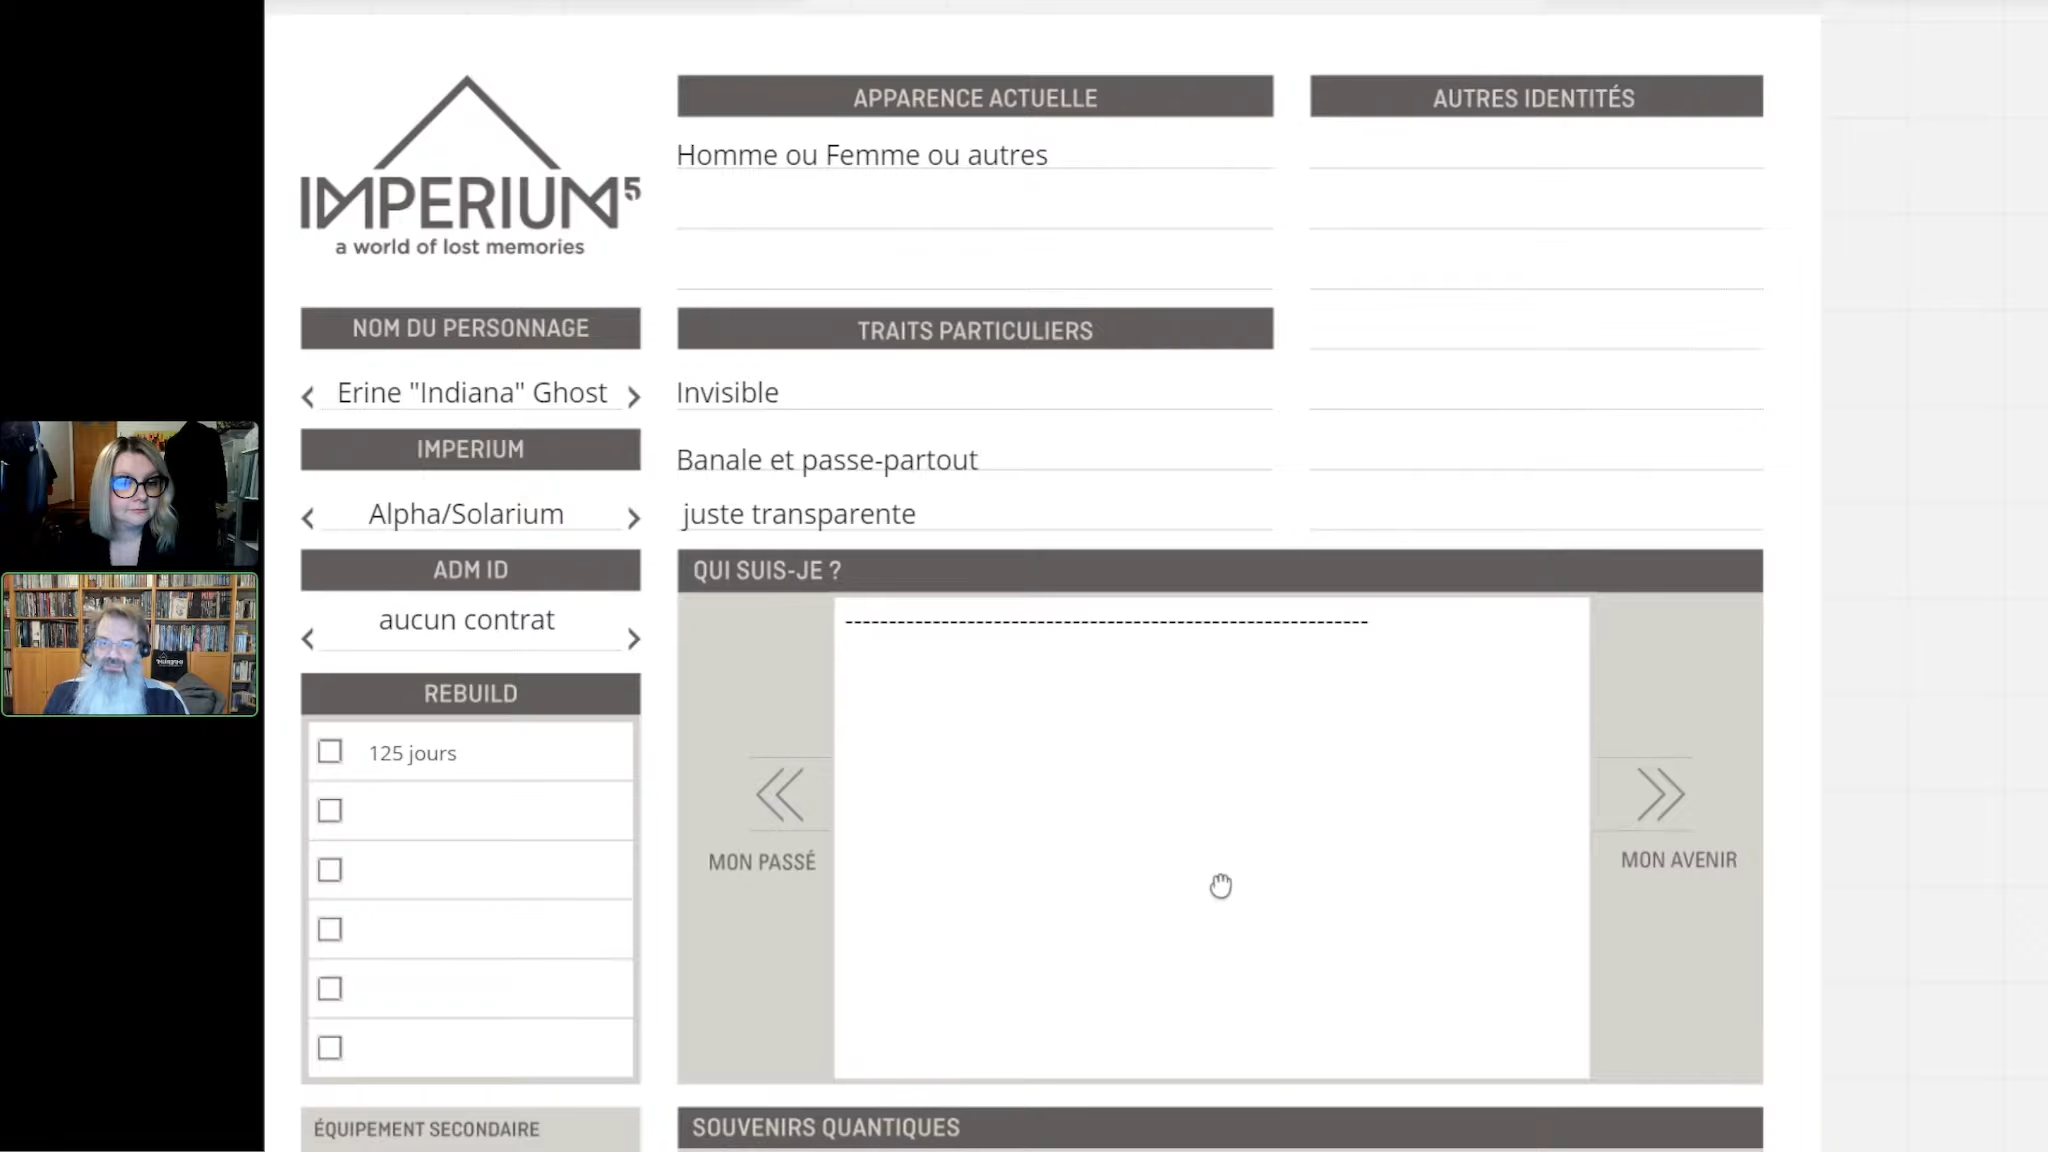 IMPERIUM5
a world of lost memories
APPARENCE ACTUELLE
Homme ou Femme ou autres
AUTRES IDENTITÉS
NOM DU PERSONNAGE
Erine "Indiana" Ghost
TRAITS PARTICULIERS
Invisible
Banale et passe-partout
juste transparente
IMPERIUM
Alpha/Solarium
ADM ID
aucun contrat
REBUILD
125 jours
QUI SUIS-JE ?
------------------------------------------------------------
MON PASSÉ
MON AVENIR
ÉQUIPEMENT SECONDAIRE
SOUVENIRS QUANTIQUES